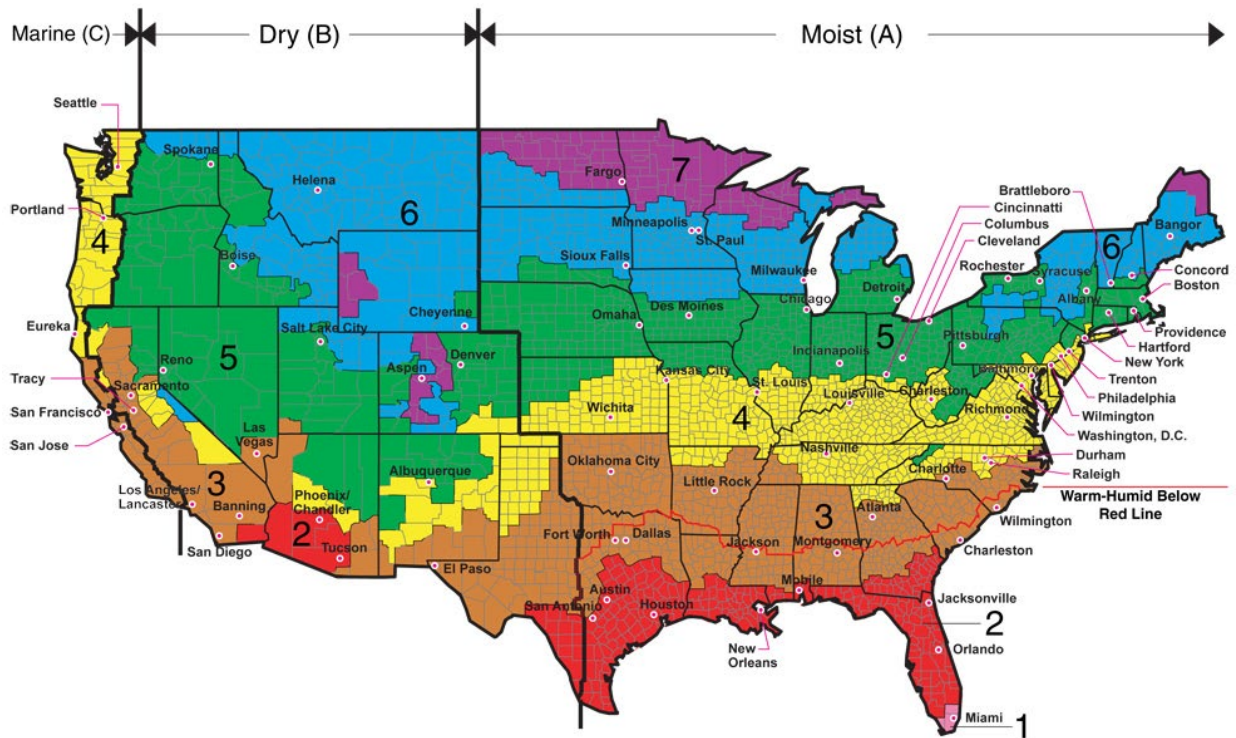 Marine (C)
Dry (B)
Moist (A)
Seattle
Spokane
Helena
Fargo
7
Brattleboro
Cincinnatti
Columbus
Cleveland
Portland
4
6
Minneapolis
St. Paul
Bangor
6
Boise
Sioux Falls
Milwaukee
Rochester
Syracuse
Concord
Boston
Albany
Detroit
Chicago
Des Moines
Omaha
Cheyenne
Salt Lake City
Eureka
Providence
Hartford
New York
Pittsburgh
5
Indianapolis
Reno
5
Denver
Aspen
Tracy
Sacramento
Kansas City
St. Louis
Louisville
Charleston
Baltimore
Trenton
Philadelphia
Wilmington
Washington, D.C.
Richmond
San Francisco
San Jose
Las
Vegas
Wichita
4
Nashville
Durham
Raleigh
Charlotte
Albuquerque
Oklahoma City
Little Rock
3
Los Angeles/
Lancaster
Banning
Phoenix/
Chandler
2
Tucson
San Diego
El Paso
Fort Worth
Dallas
Jackson
Montgomery
3
Atlanta
Warm-Humid Below
Red Line
Wilmington
Charleston
Mobile
Austin
San Antonio
Houston
New
Orleans
Jacksonville
2
Orlando
Miami
1